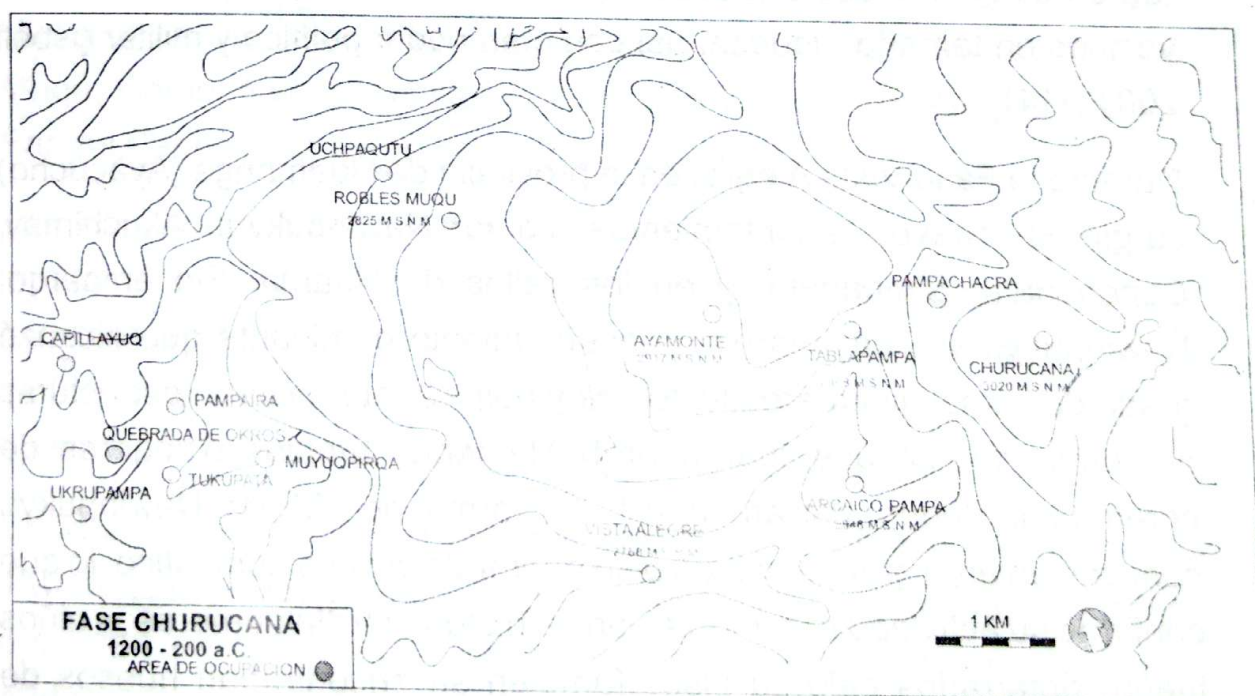 UCHPAQUTU
ROBLES MUQU
2825 M S N M
PAMPACHACRA
CAPILLAYUQ
AYAMONTE
M S N M
TABLAPAMPA
M S N M
CHURUCANA
3020 M S N M
PAMPAIRA
QUEBRADA DE OKROS
MUYUQPIRQA
TUKUPATA
UKRUPAMPA
ARCAICO PAMPA
M S N M
VISTA ALEGRE
FASE CHURUCANA
1200 - 200 a.C.
AREA DE OCUPACION
1 KM